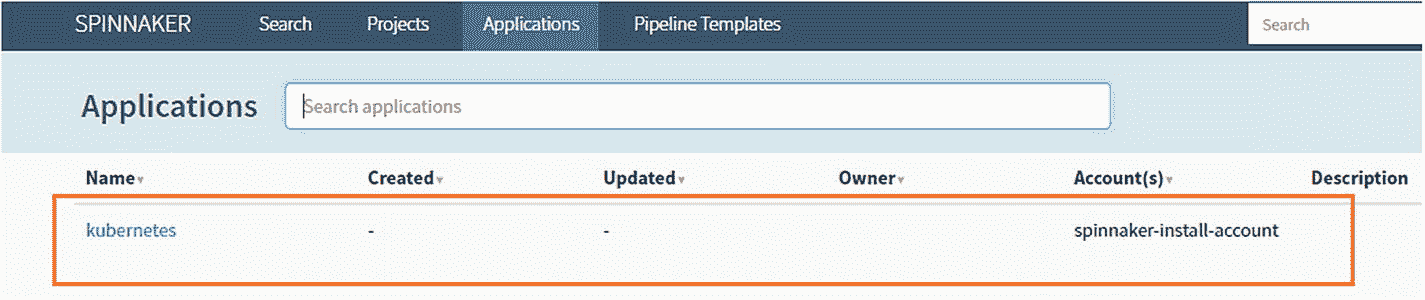 SPINNAKER Search Projects Applications Pipeline Templates Search
Applications Search applications
Name Created Updated Owner Account(s) Description
kubernetes - - spinnaker-install-account